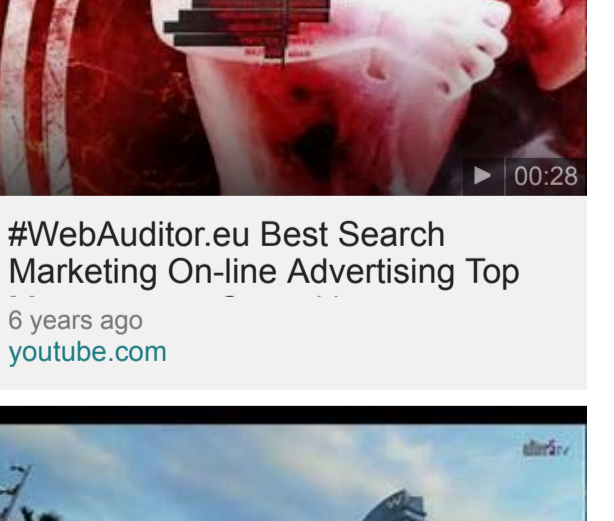 00:28
#WebAuditor.eu Best Search
Marketing On-line Advertising Top
6 years ago
youtube.com